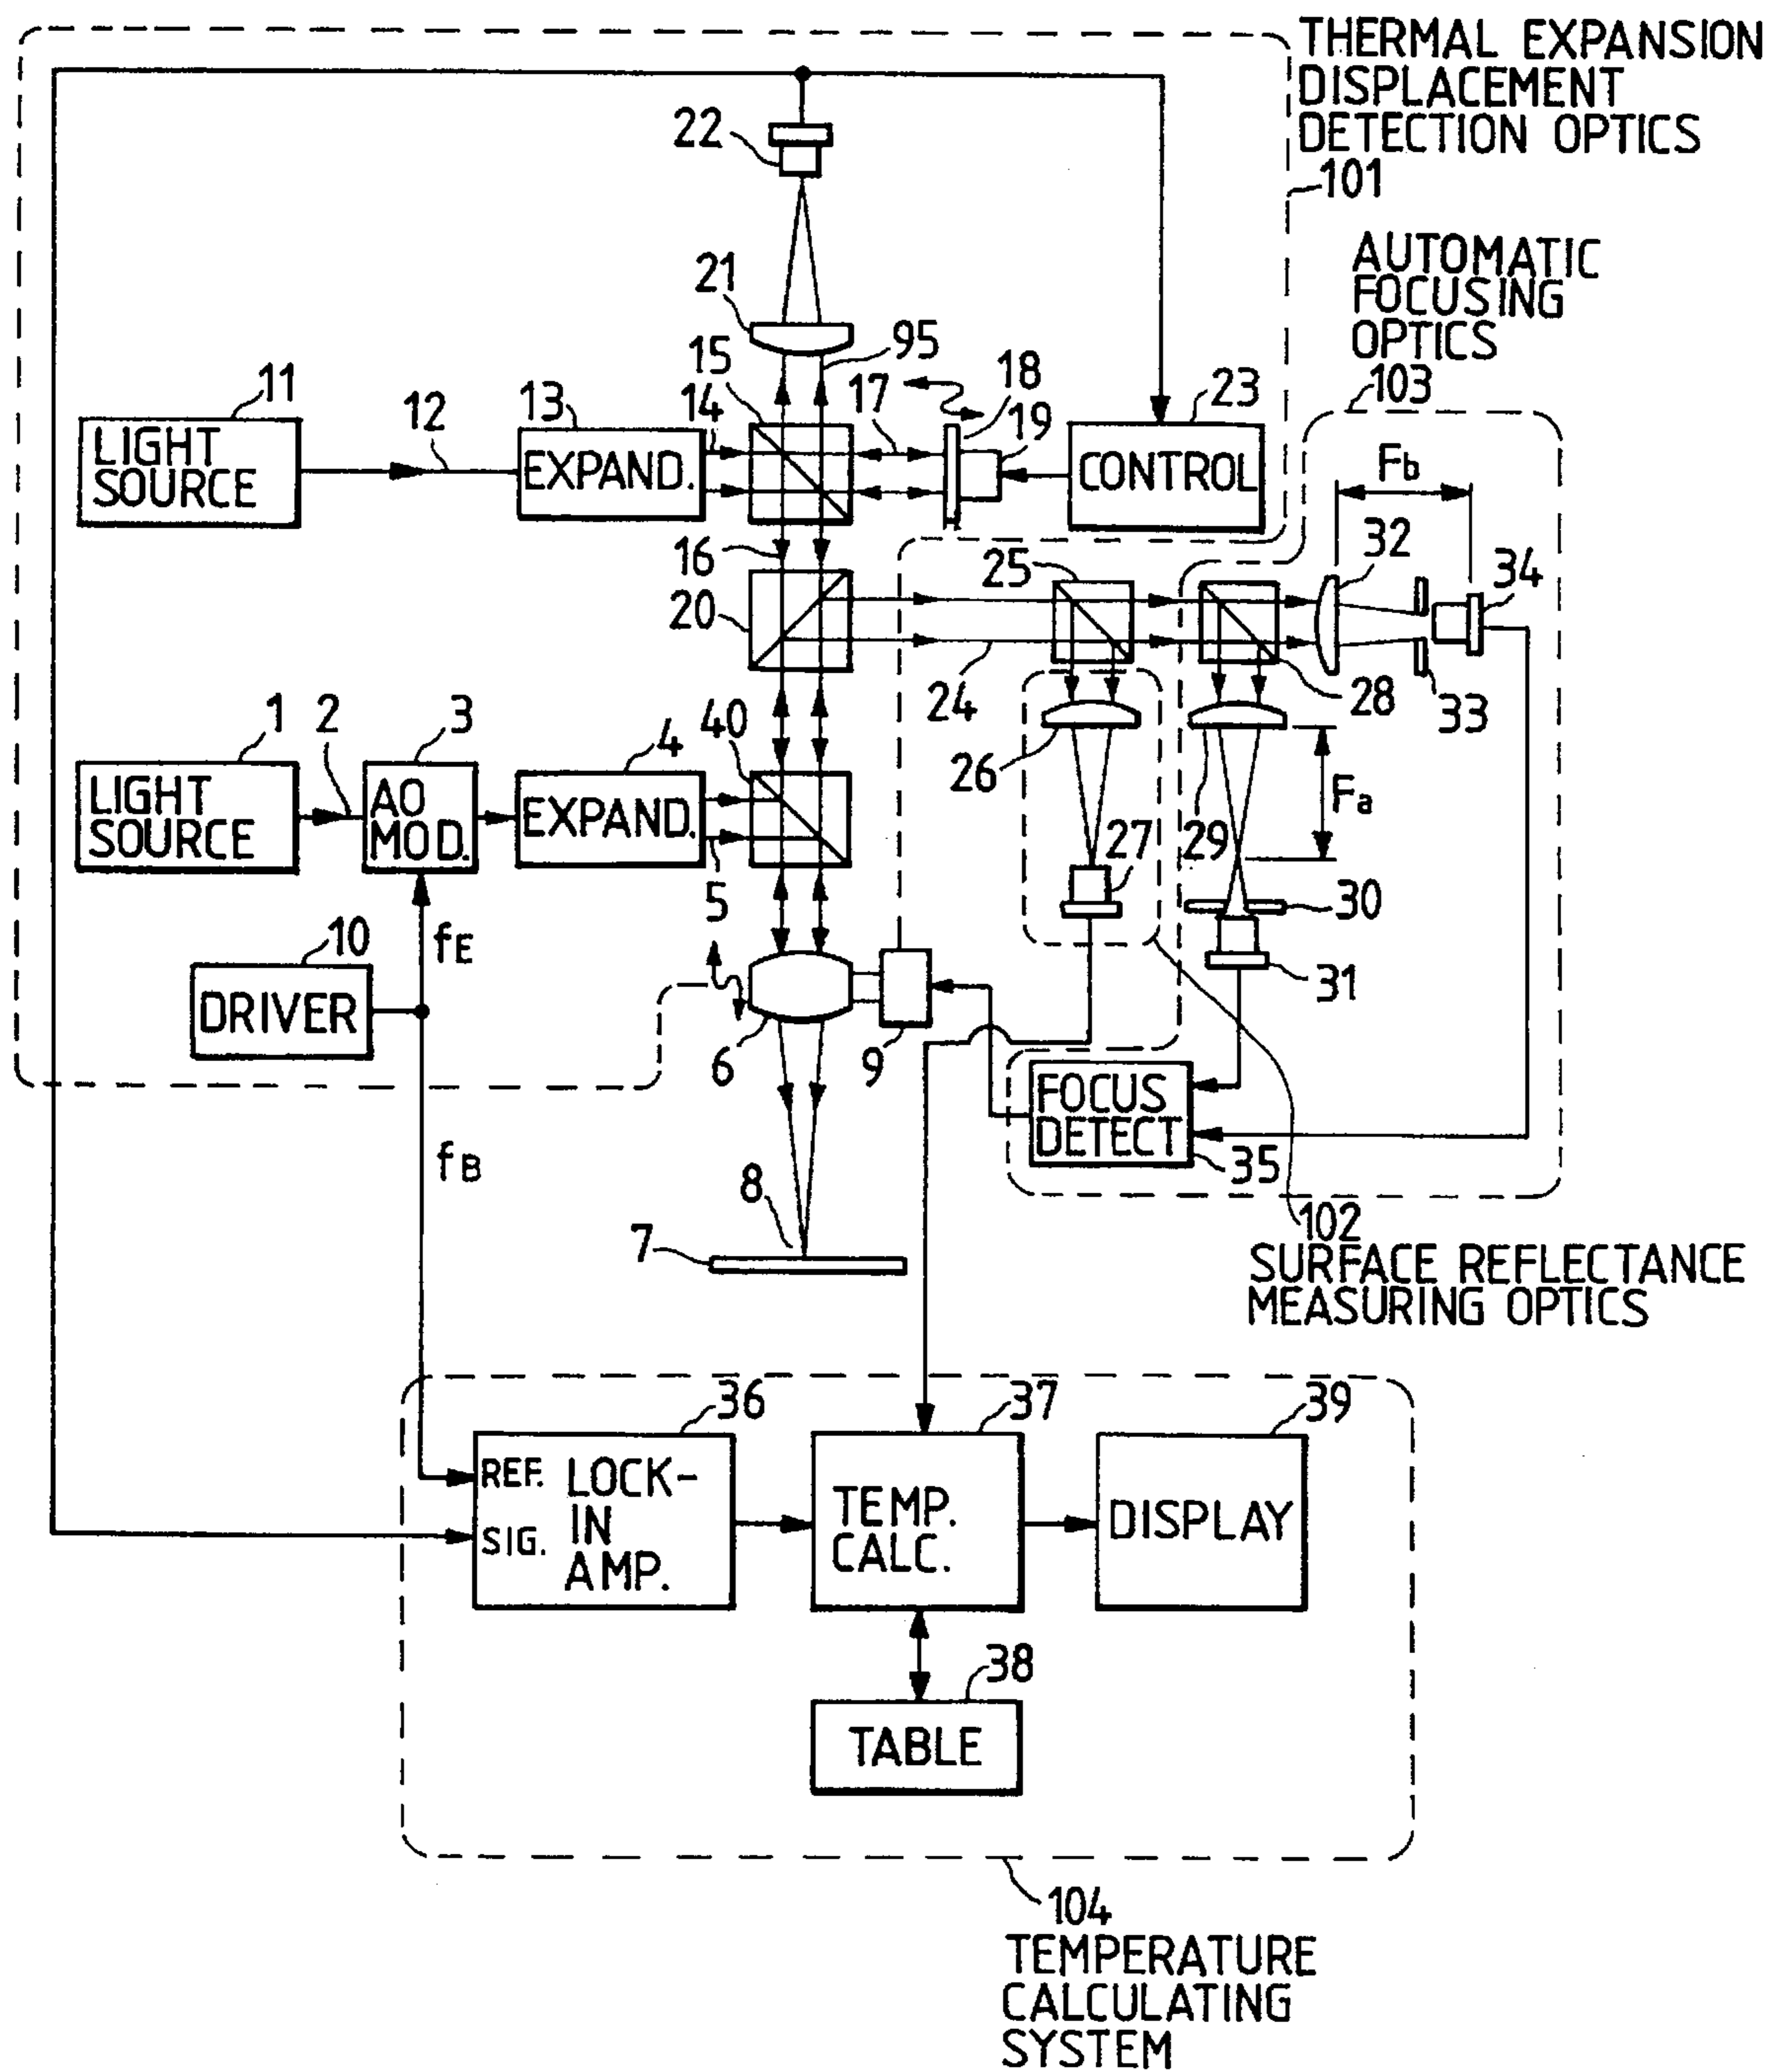 THERMAL EXPANSION
DISPLACEMENT
DETECTION OPTICS
101
22
AUTOMATIC
FOCUSING
OPTICS
103
21
95
15
14
17
18
19
11
LIGHT
SOURCE
12
13
EXPAND.
23
CONTROL
Fb
16
20
25
32
34
24
28
33
1
LIGHT
SOURCE
2
3
AO
MOD.
4
EXPAND.
40
5
26
27
29
Fa
30
31
10
DRIVER
fE
6
9
FOCUS
DETECT
35
fB
8
7
102
SURFACE REFLECTANCE
MEASURING OPTICS
36
REF.
SIG.
LOCK-
IN
AMP.
37
TEMP.
CALC.
39
DISPLAY
38
TABLE
104
TEMPERATURE
CALCULATING
SYSTEM